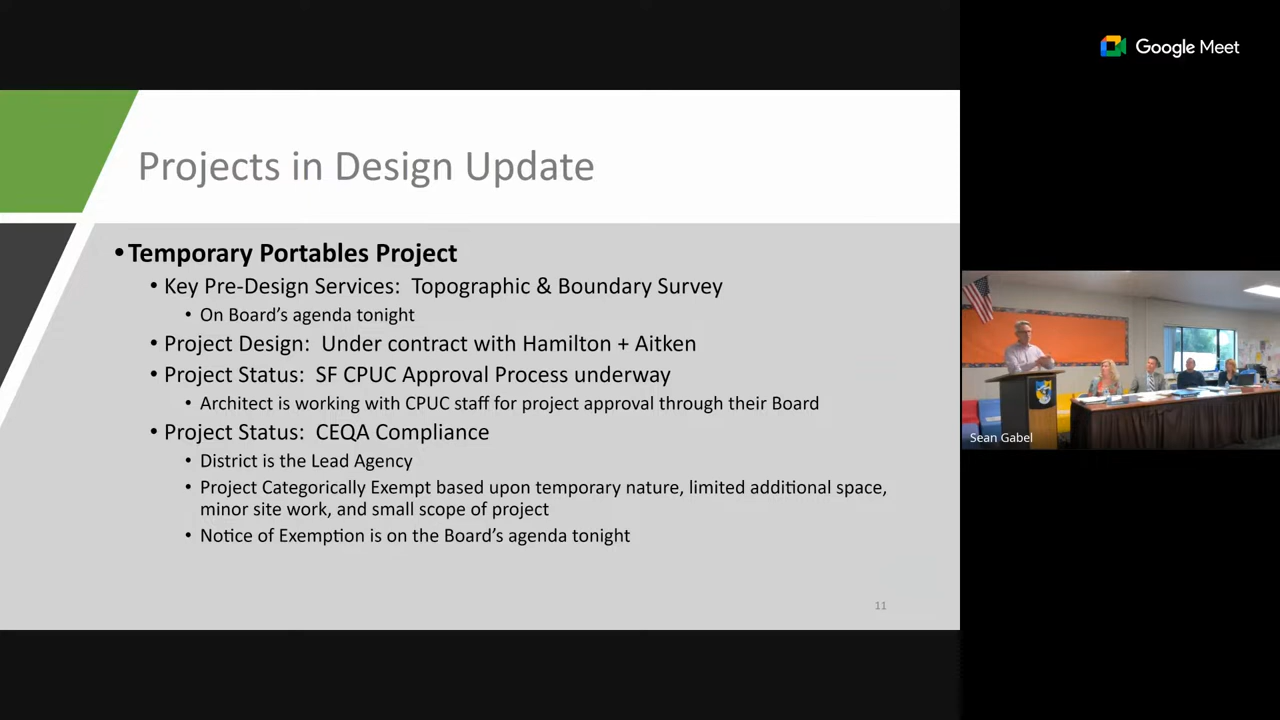 Google Meet
Projects in Design Update
•Temporary Portables Project
• Key Pre-Design Services: Topographic & Boundary Survey
• On Board's agenda tonight
• Project Design: Under contract with Hamilton + Aitken
• Project Status: SF CPUC Approval Process underway
• Architect is working with CPUC staff for project approval through their Board
• Project Status: CEQA Compliance
• District is the Lead Agency
• Project Categorically Exempt based upon temporary nature, limited additional space,
minor site work, and small scope of project
• Notice of Exemption is on the Board's agenda tonight
11
Sean Gabel